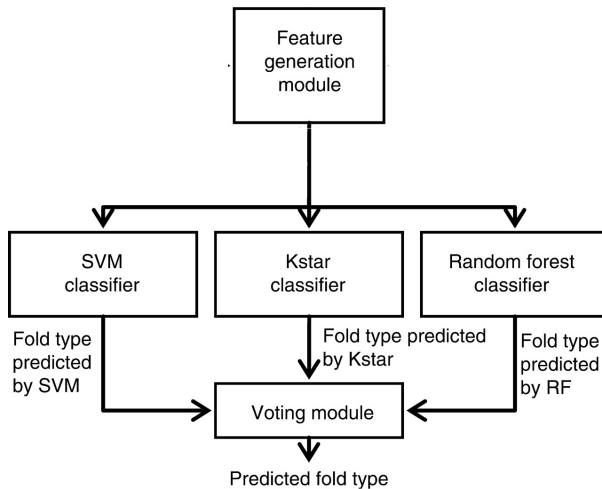 Feature
generation
module
SVM
classifier
Kstar
classifier
Random forest
classifier
Fold type
predicted
by SVM
Fold type predicted
by Kstar
Fold type
predicted
by RF
Voting module
Predicted fold type